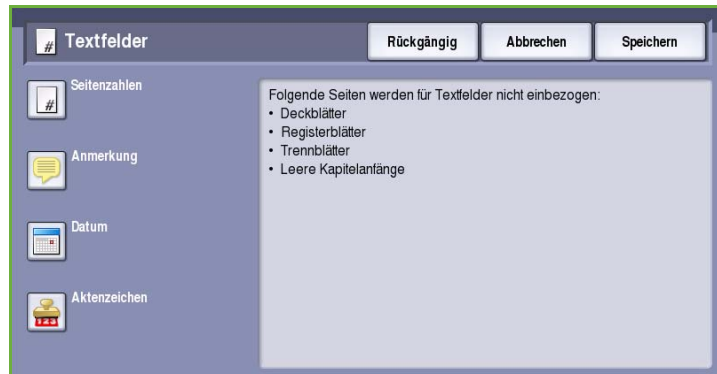 Textfelder
Rückgängig
Abbrechen
Speichern
Seitenzahlen
Anmerkung
Datum
Aktenzeichen
Folgende Seiten werden für Textfelder nicht einbezogen:
• Deckblätter
• Registerblätter
• Trennblätter
• Leere Kapitelanfänge